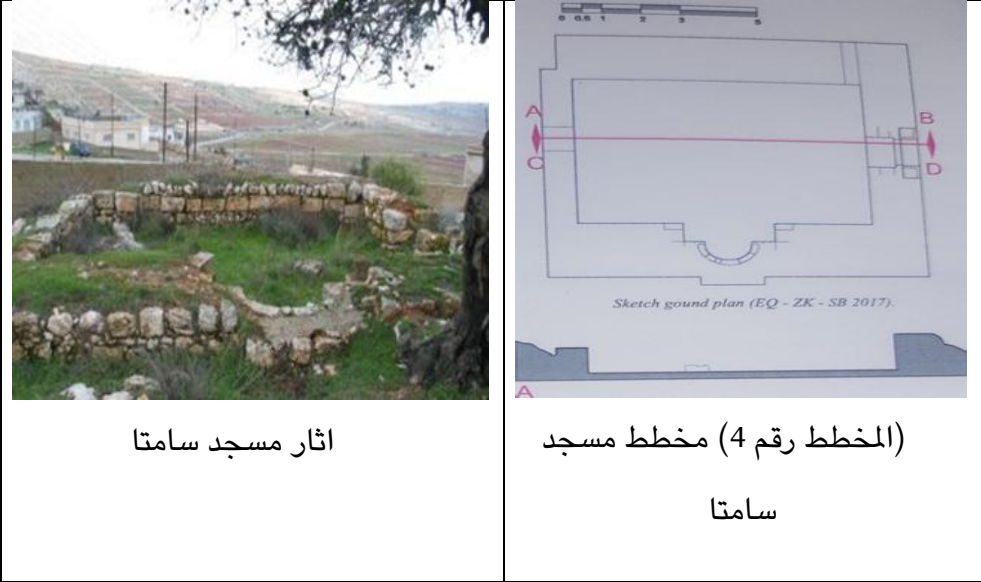 0 0.5 1 2 3 5
A
B
C
D
Sketch gound plan (EQ - ZK - SB 2017).
A
(المخطط رقم 4) مخطط مسجد
سامتا
اثار مسجد سامتا